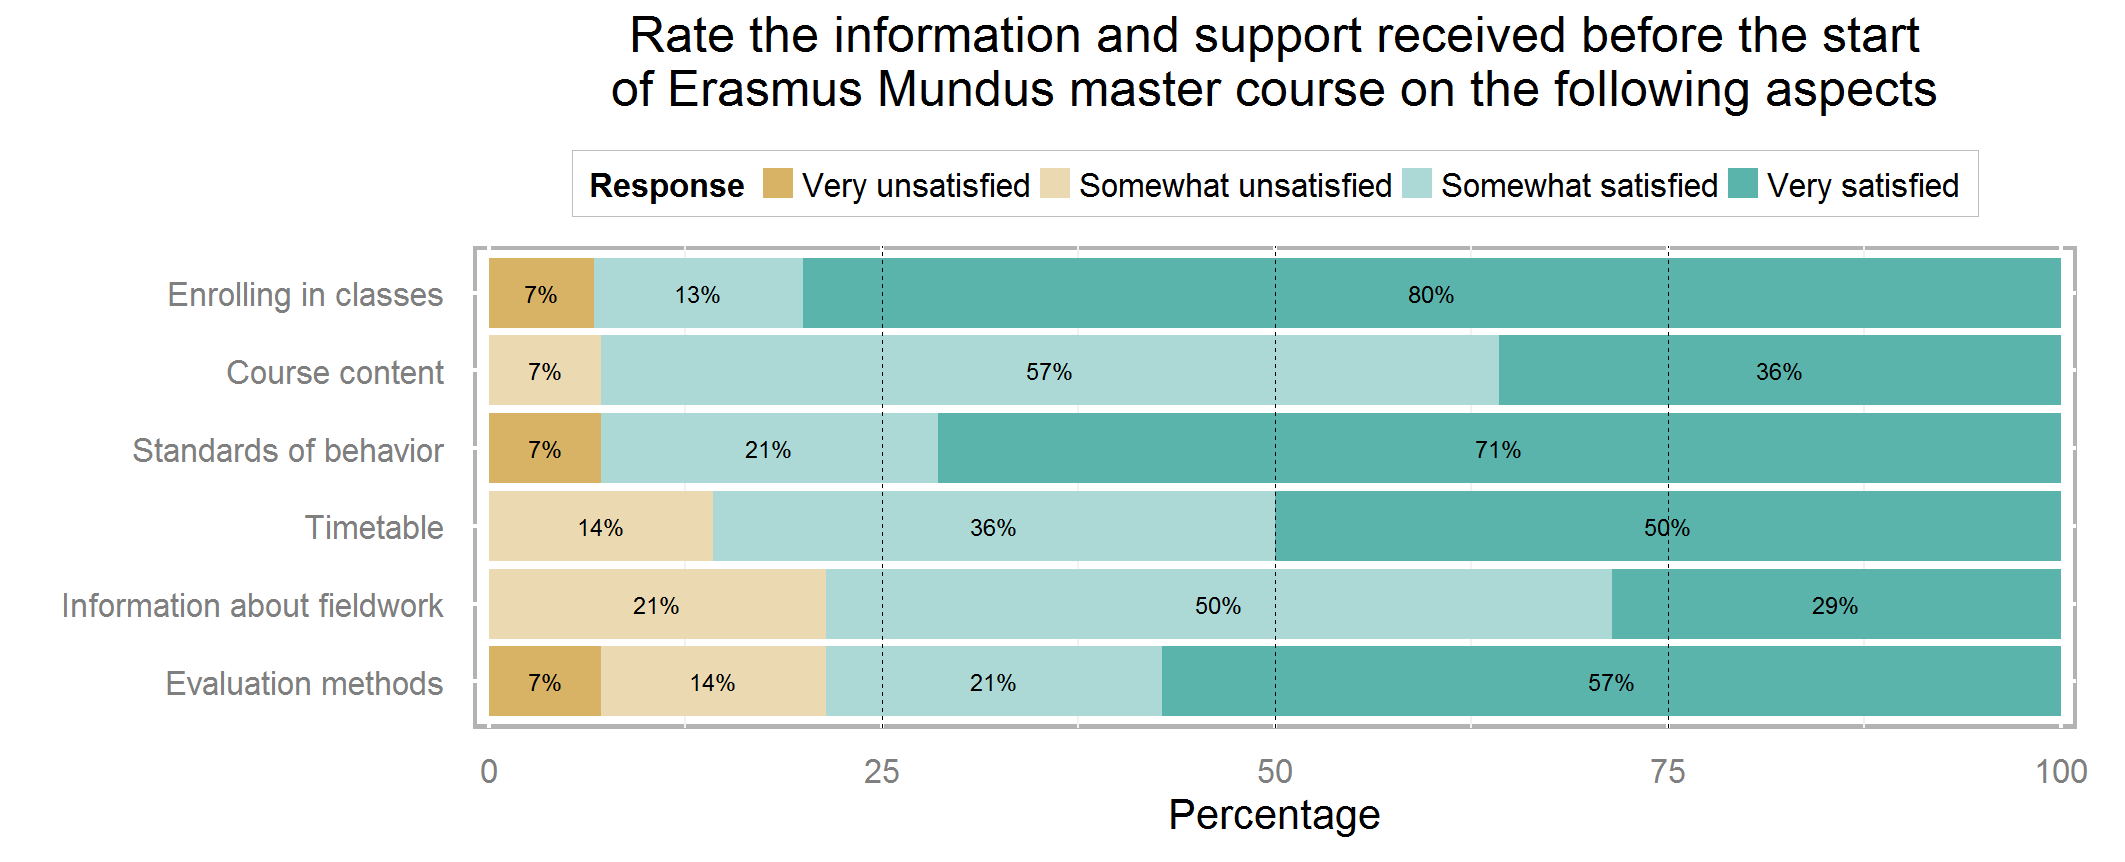 Rate the information and support received before the start
of Erasmus Mundus master course on the following aspects
Response Very unsatisfied Somewhat unsatisfied Somewhat satisfied Very satisfied
Enrolling in classes 7% 13% 80%
Course content 7% 57% 36%
Standards of behavior 7% 21% 71%
Timetable 14% 36% 50%
Information about fieldwork 21% 50% 29%
Evaluation methods 7% 14% 21% 57%
0 25 50 75 100
Percentage